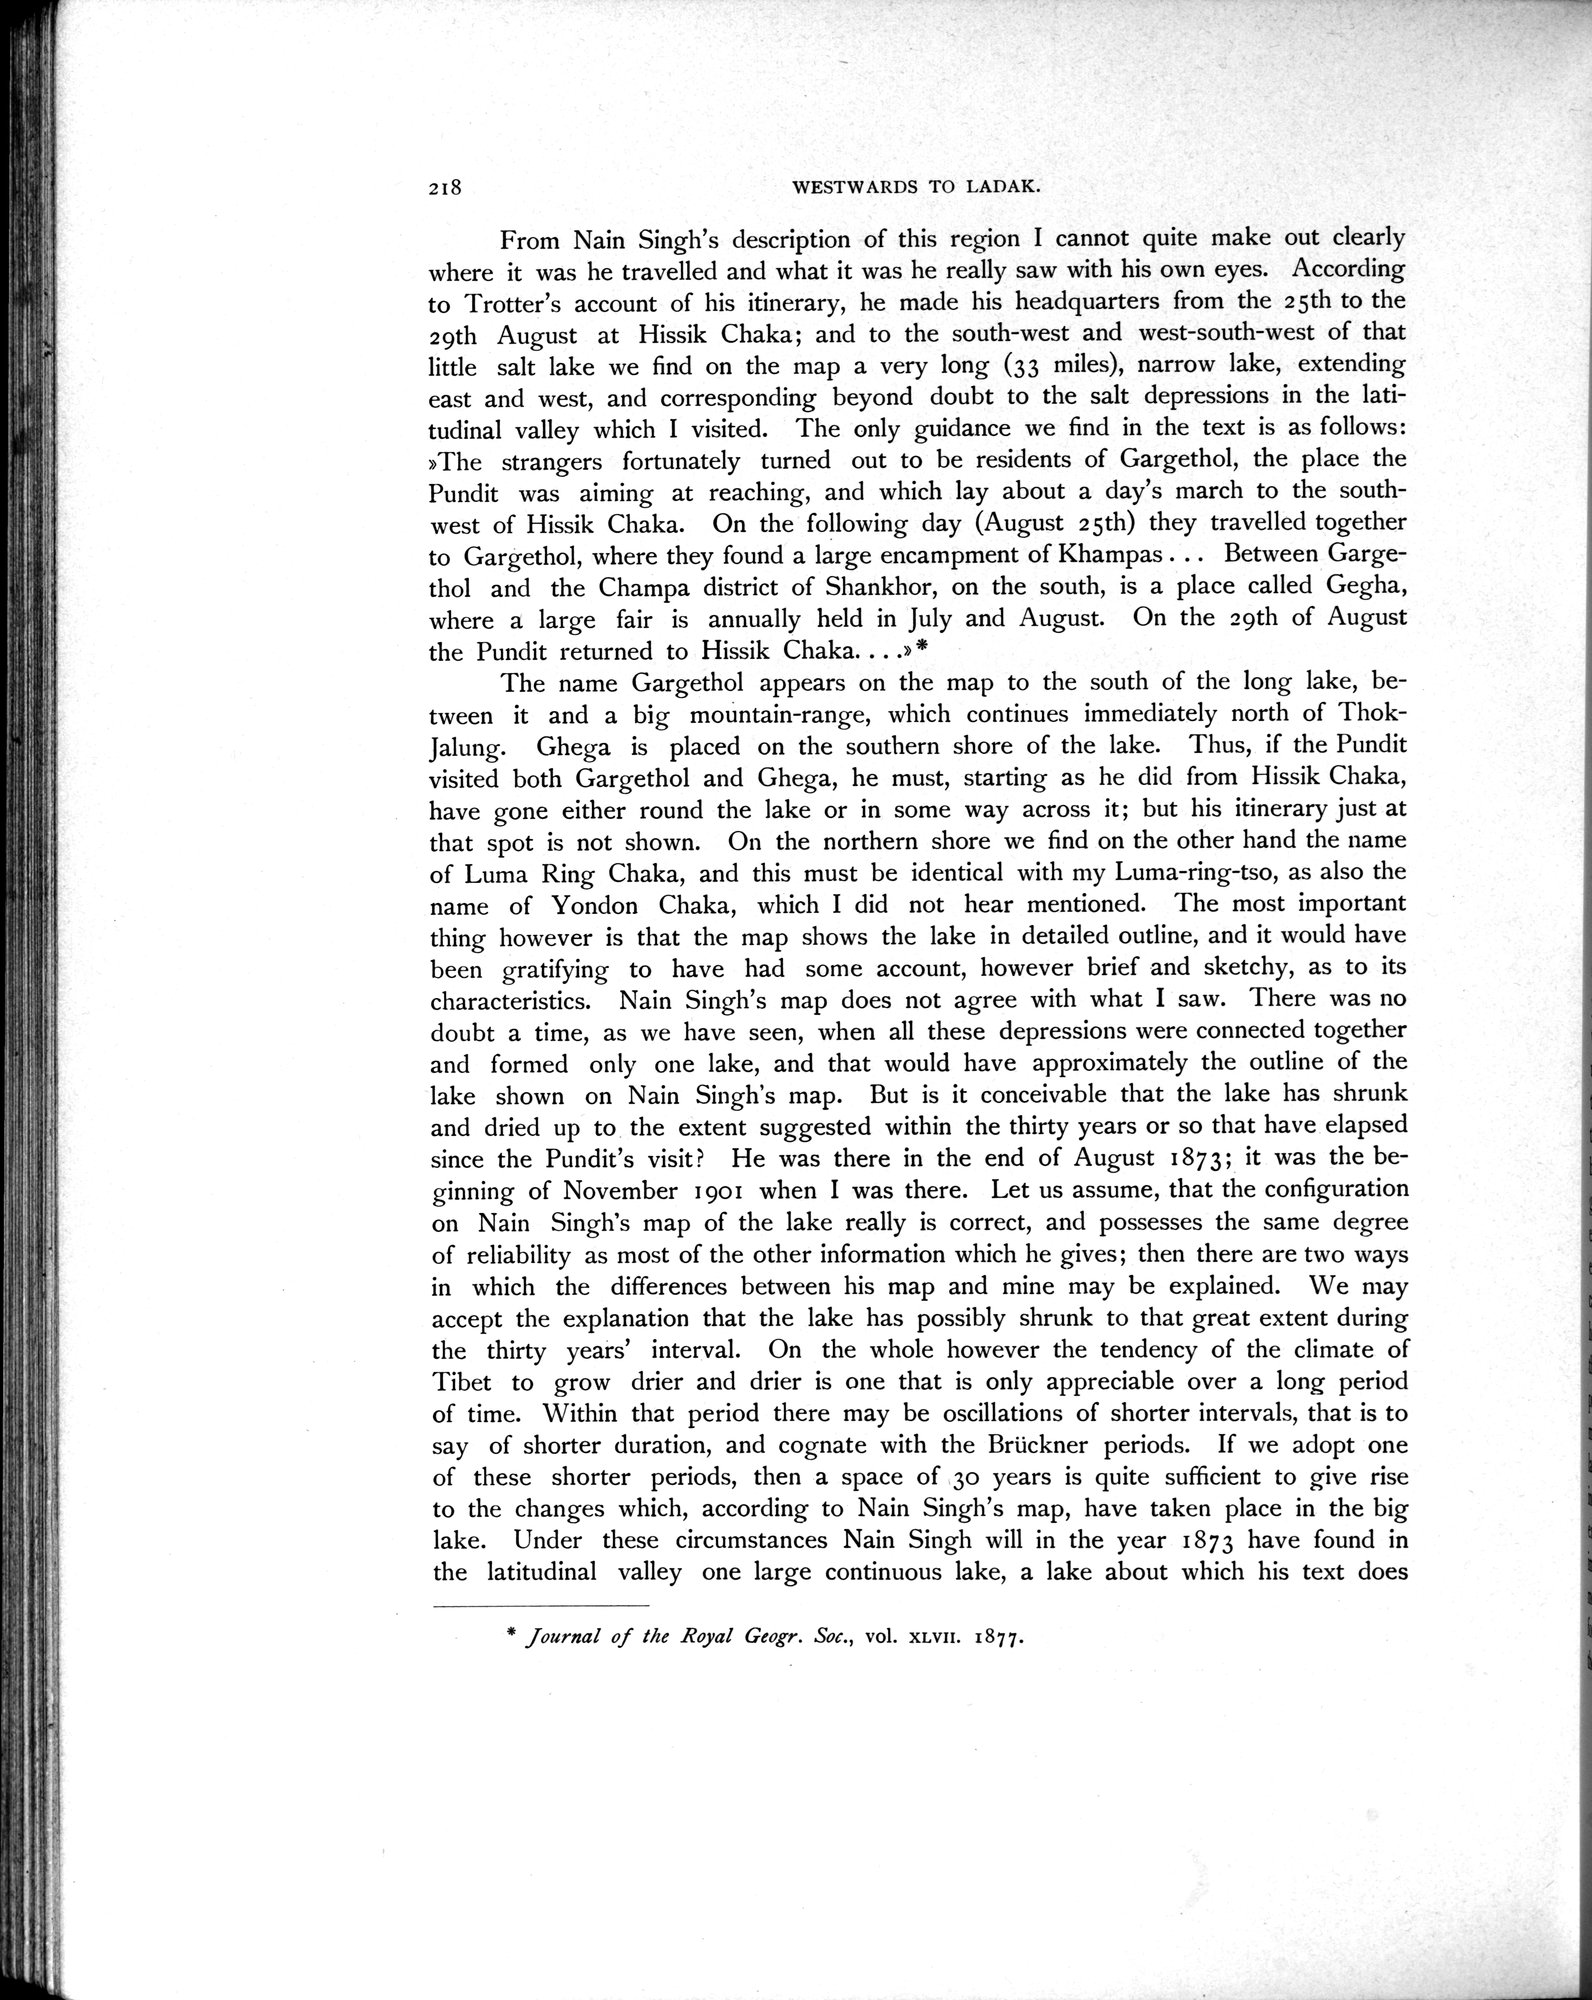 218 WESTWARDS TO LADAK.
From Nain Singh's description of this region I cannot quite make out clearly
where it was he travelled and what it was he really saw with his own eyes. According
to Trotter's account of his itinerary, he made his headquarters from the 25th to the
29th August at Hissik Chaka; and to the south-west and west-south-west of that
little salt lake we find on the map a very long (33 miles), narrow lake, extending
east and west, and corresponding beyond doubt to the salt depressions in the lati-
tudinal valley which I visited. The only guidance we find in the text is as follows:
»The strangers fortunately turned out to be residents of Gargethol, the place the
Pundit was aiming at reaching, and which lay about a day's march to the south-
west of Hissik Chaka. On the following day (August 25th) they travelled together
to Gargethol, where they found a large encampment of Khampas... Between Garge-
thol and the Champa district of Shankhor, on the south, is a place called Gegha,
where a large fair is annually held in July and August. On the 29th of August
the Pundit returned to Hissik Chaka....»*
The name Gargethol appears on the map to the south of the long lake, be-
tween it and a big mountain-range, which continues immediately north of Thok-
Jalung. Ghega is placed on the southern shore of the lake. Thus, if the Pundit
visited both Gargethol and Ghega, he must, starting as he did from Hissik Chaka,
have gone either round the lake or in some way across it; but his itinerary just at
that spot is not shown. On the northern shore we find on the other hand the name
of Luma Ring Chaka, and this must be identical with my Luma-ring-tso, as also the
name of Yondon Chaka, which I did not hear mentioned. The most important
thing however is that the map shows the lake in detailed outline, and it would have
been gratifying to have had some account, however brief and sketchy, as to its
characteristics. Nain Singh's map does not agree with what I saw. There was no
doubt a time, as we have seen, when all these depressions were connected together
and formed only one lake, and that would have approximately the outline of the
lake shown on Nain Singh's map. But is it conceivable that the lake has shrunk
and dried up to the extent suggested within the thirty years or so that have elapsed
since the Pundit's visit? He was there in the end of August 1873; it was the be-
ginning of November 1901 when I was there. Let us assume, that the configuration
on Nain Singh's map of the lake really is correct, and possesses the same degree
of reliability as most of the other information which he gives; then there are two ways
in which the differences between his map and mine may be explained. We may
accept the explanation that the lake has possibly shrunk to that great extent during
the thirty years' interval. On the whole however the tendency of the climate of
Tibet to grow drier and drier is one that is only appreciable over a long period
of time. Within that period there may be oscillations of shorter intervals, that is to
say of shorter duration, and cognate with the Brückner periods. If we adopt one
of these shorter periods, then a space of 30 years is quite sufficient to give rise
to the changes which, according to Nain Singh's map, have taken place in the big
lake. Under these circumstances Nain Singh will in the year 1873 have found in
the latitudinal valley one large continuous lake, a lake about which his text does
* Journal of the Royal Geogr. Soc., vol. XLVII. 1877.